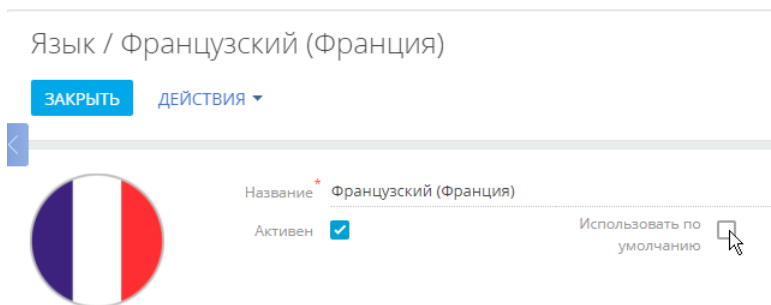 Язык / Французский (Франция)
ЗАКРЫТЬ ДЕЙСТВИЯ
Название* Французский (Франция)
Активен Использовать по
умолчанию